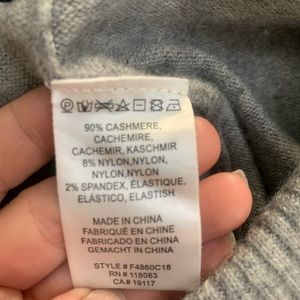 90% CASHMERE,
CACHEMIRE,
CACHEMIR, KASCHMIR
8% NYLON,NYLON,
NYLON,NYLON
2% SPANDEX, ÉLASTIQUE,
ELÁSTICO, ELASTISH
MADE IN CHINA
FABRIQUÉ EN CHINE
FABRICADO EN CHINA
GEMACHT IN CHINA
STYLE # F4860C18
RN # 118083
CA# 19117